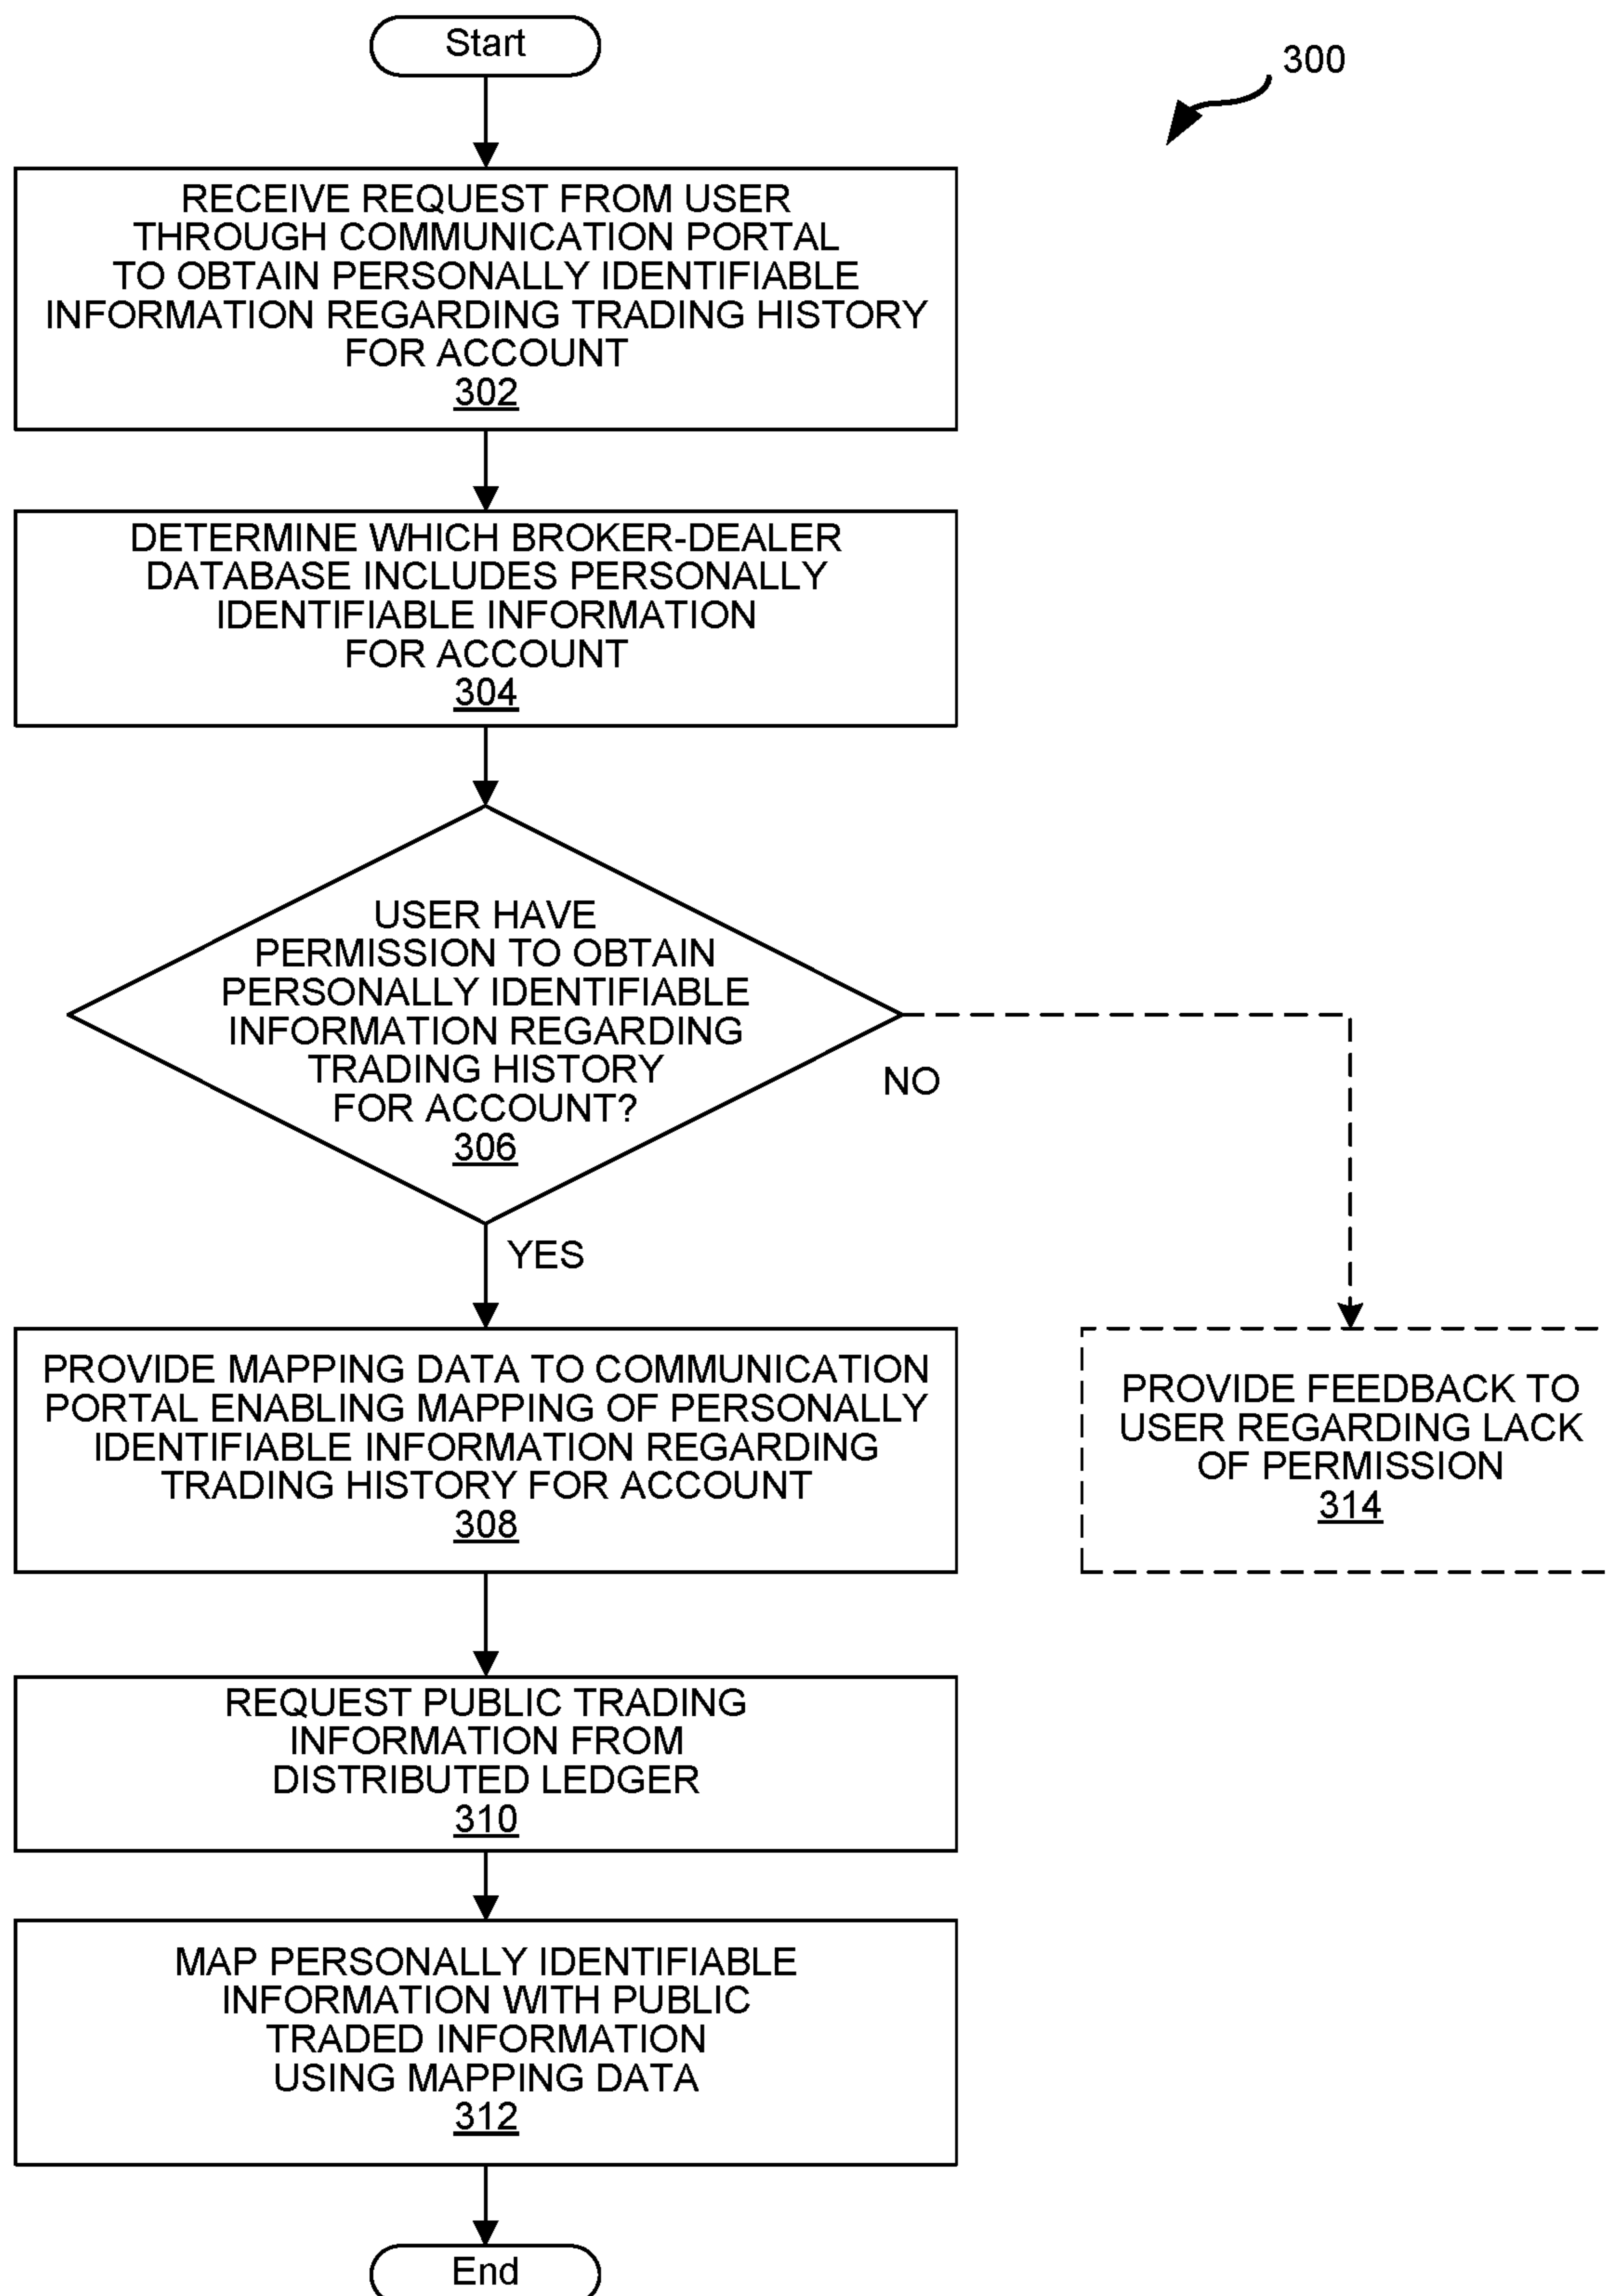 Start
300
RECEIVE REQUEST FROM USER
THROUGH COMMUNICATION PORTAL
TO OBTAIN PERSONALLY IDENTIFIABLE
INFORMATION REGARDING TRADING HISTORY
FOR ACCOUNT
302
DETERMINE WHICH BROKER-DEALER
DATABASE INCLUDES PERSONALLY
IDENTIFIABLE INFORMATION
FOR ACCOUNT
304
USER HAVE
PERMISSION TO OBTAIN
PERSONALLY IDENTIFIABLE
INFORMATION REGARDING
TRADING HISTORY
FOR ACCOUNT?
306
NO
YES
PROVIDE MAPPING DATA TO COMMUNICATION
PORTAL ENABLING MAPPING OF PERSONALLY
IDENTIFIABLE INFORMATION REGARDING
TRADING HISTORY FOR ACCOUNT
308
PROVIDE FEEDBACK TO
USER REGARDING LACK
OF PERMISSION
314
REQUEST PUBLIC TRADING
INFORMATION FROM
DISTRIBUTED LEDGER
310
MAP PERSONALLY IDENTIFIABLE
INFORMATION WITH PUBLIC
TRADED INFORMATION
USING MAPPING DATA
312
End